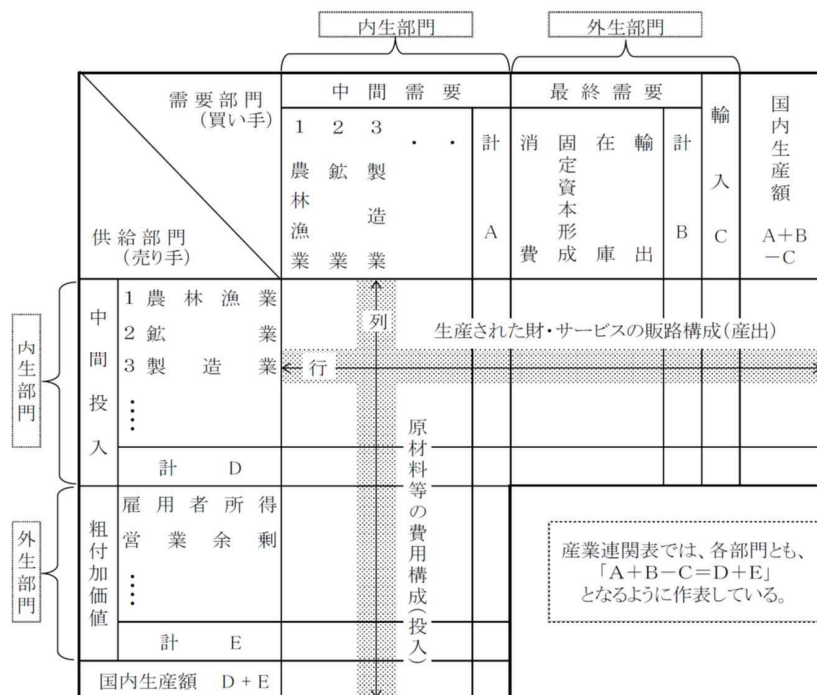 内生部門
外生部門
需要部門
(買い手)
供給部門
(売り手)
中間需要
1 農林漁業
2 鉱業
3 製造業
・
・
計 A
最終需要
消費
固定資本形成
在庫
輸出
計 B
輸入 C
国内生産額 A+B-C
内生部門
中間投入
1 農林漁業
2 鉱業
3 製造業
⋮
計 D
列
生産された財・サービスの販路構成(産出)
行
原材料等の費用構成(投入)
外生部門
粗付加価値
雇用者所得
営業余剰
⋮
計 E
国内生産額 D+E
産業連関表では、各部門とも、
「A+B-C=D+E」
となるように作表している。